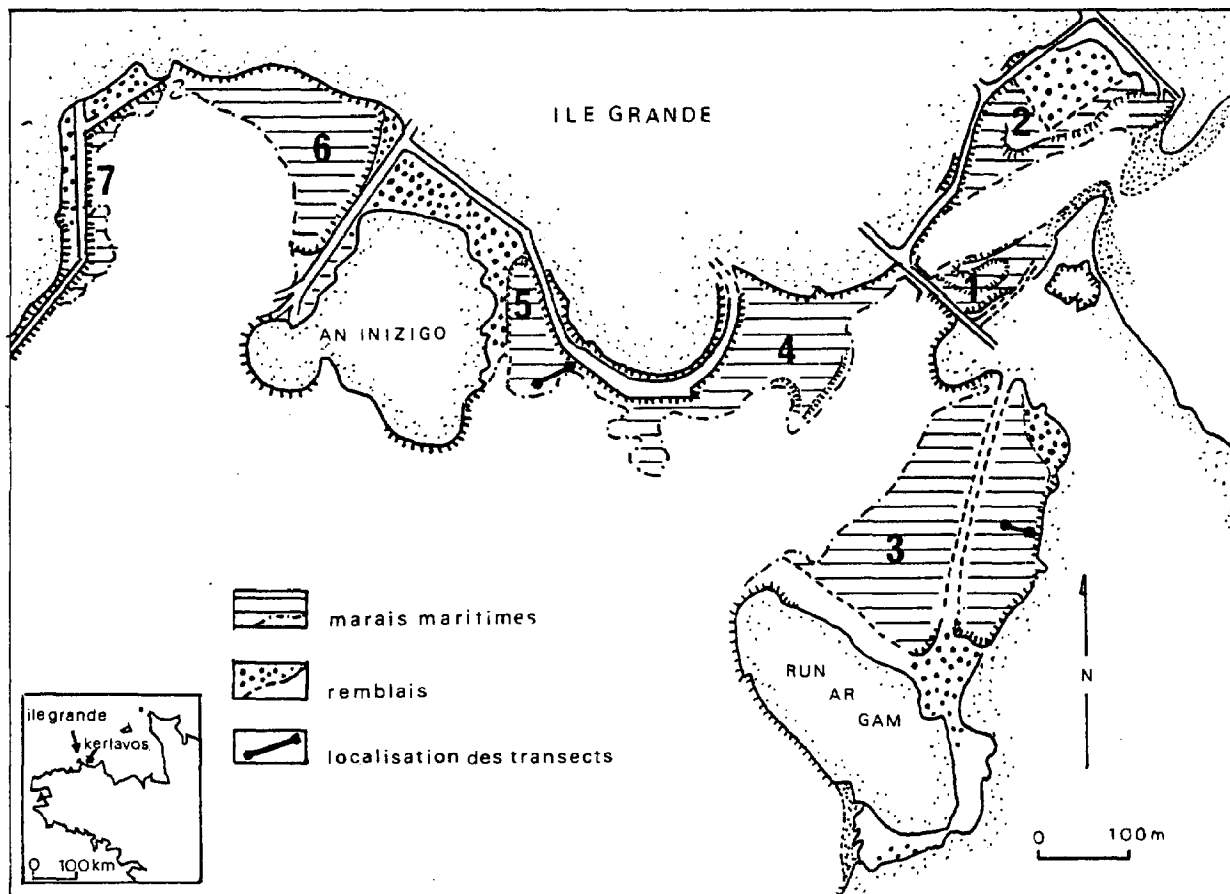 ILE GRANDE
2
6
7
1
5
AN INIZIGO
4
3
marais maritimes
remblais
localisation des transects
RUN
AR
GAM
N
0 100m
ile grande
kerlavos
0 100km